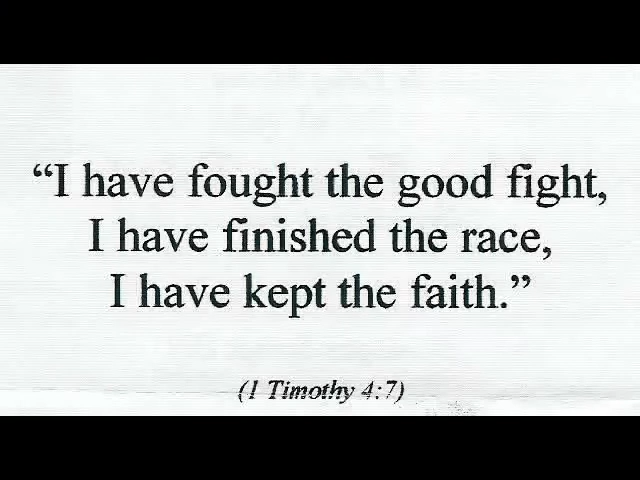 “I have fought the good fight,
I have finished the race,
I have kept the faith.”
(1 Timothy 4:7)